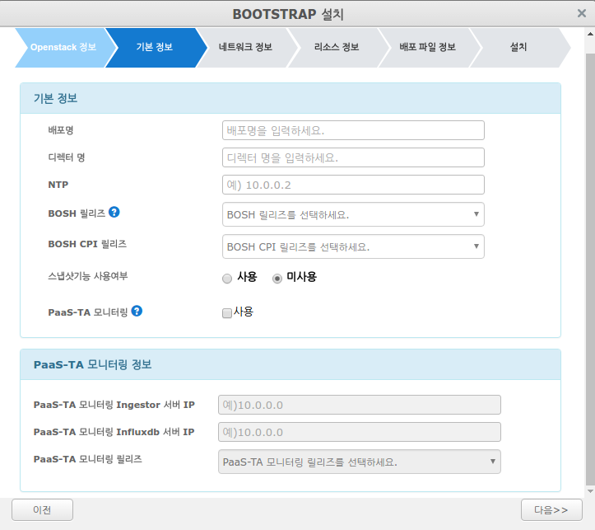 BOOTSTRAP 설치
Openstack 정보
기본 정보
네트워크 정보
리소스 정보
배포 파일 정보
설치
기본 정보
배포명
배포명을 입력하세요.
디렉터 명
디렉터 명을 입력하세요.
NTP
예) 10.0.0.2
BOSH 릴리즈 ?
BOSH 릴리즈를 선택하세요.
BOSH CPI 릴리즈
BOSH CPI 릴리즈를 선택하세요.
스냅샷기능 사용여부
사용 미사용
PaaS-TA 모니터링 ?
사용
PaaS-TA 모니터링 정보
PaaS-TA 모니터링 Ingestor 서버 IP
예)10.0.0.0
PaaS-TA 모니터링 Influxdb 서버 IP
예)10.0.0.0
PaaS-TA 모니터링 릴리즈
PaaS-TA 모니터링 릴리즈를 선택하세요.
이전
다음>>